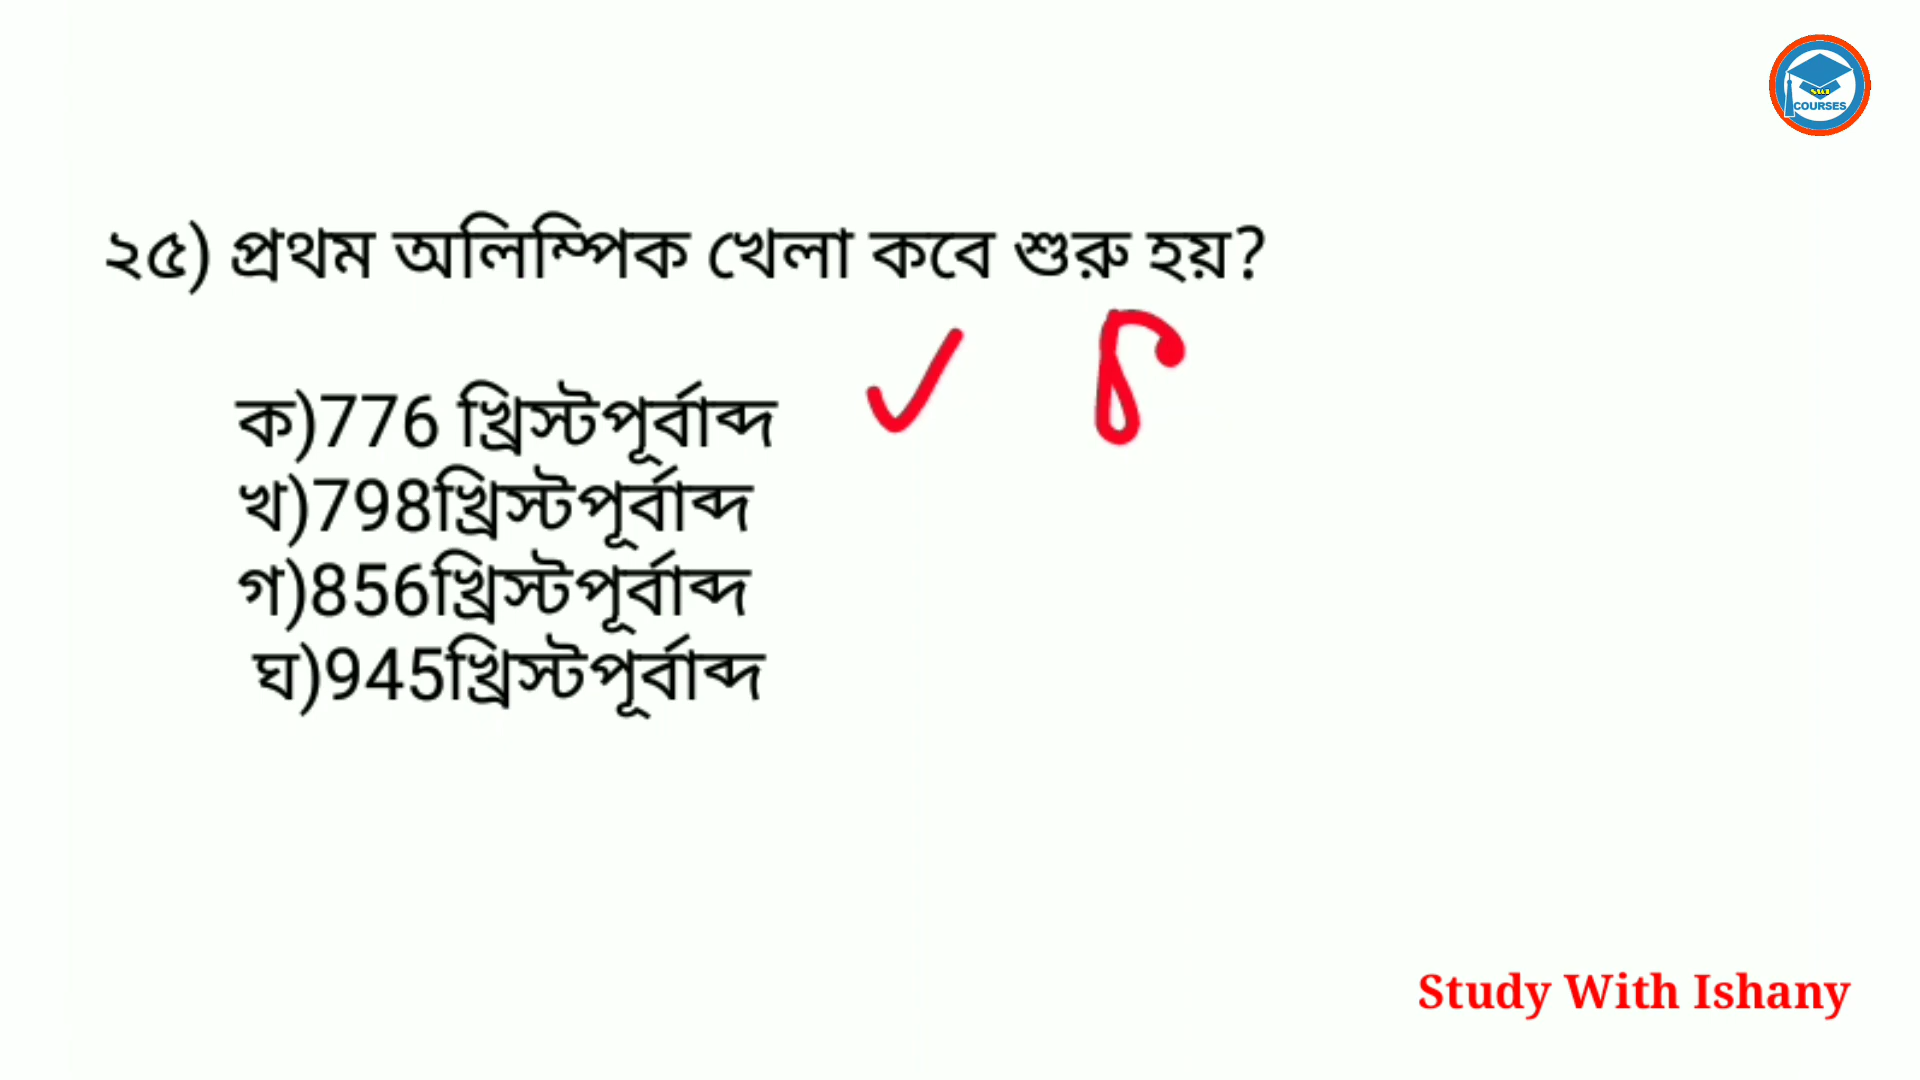 COURSES
২৫) প্রথম অলিম্পিক খেলা কবে শুরু হয়?
ক)776 খ্রিস্টপূর্বাব্দ
খ)798খ্রিস্টপূর্বাব্দ
গ)856খ্রিস্টপূর্বাব্দ
ঘ)945খ্রিস্টপূর্বাব্দ
Study With Ishany